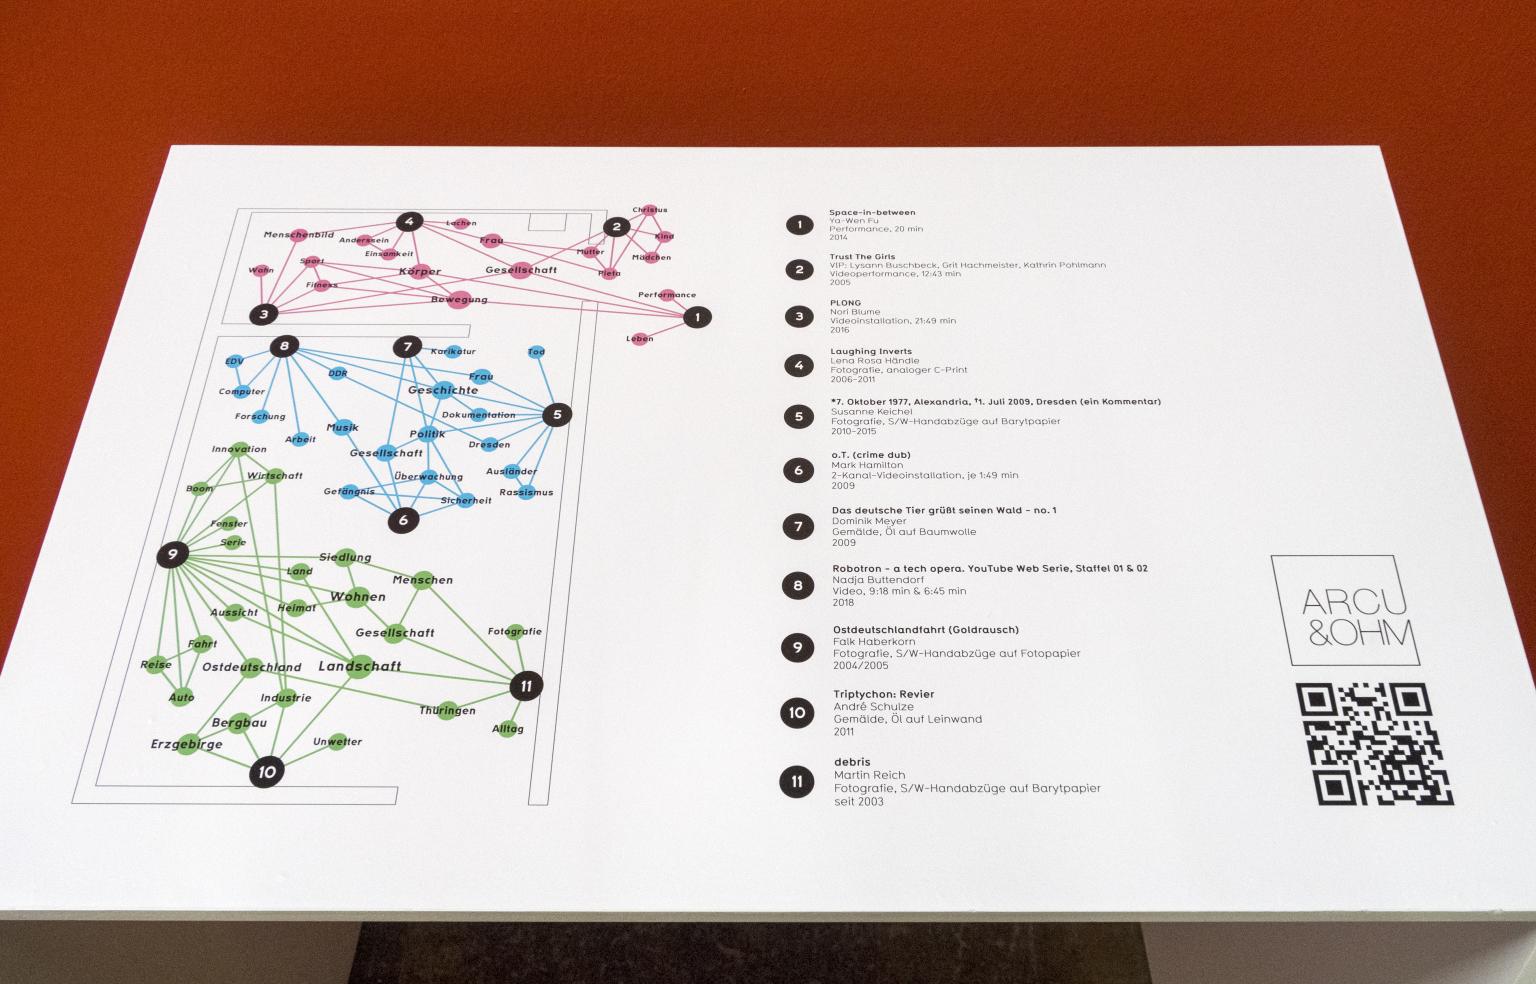 4
Lachen
2
Christus
Menschenbild
Anderssein
Frau
Kind
Einsamkeit
Mutter
Mädchen
Wahn
Sport
Körper
Gesellschaft
Pieta
Fitness
Bewegung
Performance
3
1
Leben
8
7
Karikatur
Tod
EDV
DDR
Frau
Computer
Geschichte
Forschung
Dokumentation
5
Musik
Politik
Arbeit
Dresden
Innovation
Gesellschaft
Wirtschaft
Überwachung
Ausländer
Boom
Gefängnis
Sicherheit
Rassismus
Fenster
6
Serie
9
Siedlung
Land
Menschen
Wohnen
Aussicht
Heimat
Gesellschaft
Fotografie
Fahrt
Reise
Ostdeutschland
Landschaft
11
Auto
Industrie
Thüringen
Bergbau
Alltag
Erzgebirge
Unwetter
10
1
Space-in-between
Ya-Wen Fu
Performance, 20 min
2014
2
Trust The Girls
VIP: Lysann Buschbeck, Grit Hachmeister, Kathrin Pohlmann
Videoperformance, 12:43 min
2005
3
PLONG
Nori Blume
Videoinstallation, 21:49 min
2016
4
Laughing Inverts
Lena Rosa Händle
Fotografie, analoger C-Print
2006-2011
5
*7. Oktober 1977, Alexandria, †1. Juli 2009, Dresden (ein Kommentar)
Susanne Keichel
Fotografie, S/W-Handabzüge auf Barytpapier
2010-2015
6
o.T. (crime dub)
Mark Hamilton
2-Kanal-Videoinstallation, je 1:49 min
2009
7
Das deutsche Tier grüßt seinen Wald - no. 1
Dominik Meyer
Gemälde, Öl auf Baumwolle
2009
8
Robotron - a tech opera. YouTube Web Serie, Staffel 01 & 02
Nadja Buttendorf
Video, 9:18 min & 6:45 min
2018
9
Ostdeutschlandfahrt (Goldrausch)
Falk Haberkorn
Fotografie, S/W-Handabzüge auf Fotopapier
2004/2005
10
Triptychon: Revier
André Schulze
Gemälde, Öl auf Leinwand
2011
11
debris
Martin Reich
Fotografie, S/W-Handabzüge auf Barytpapier
seit 2003
ARCU
&OHM